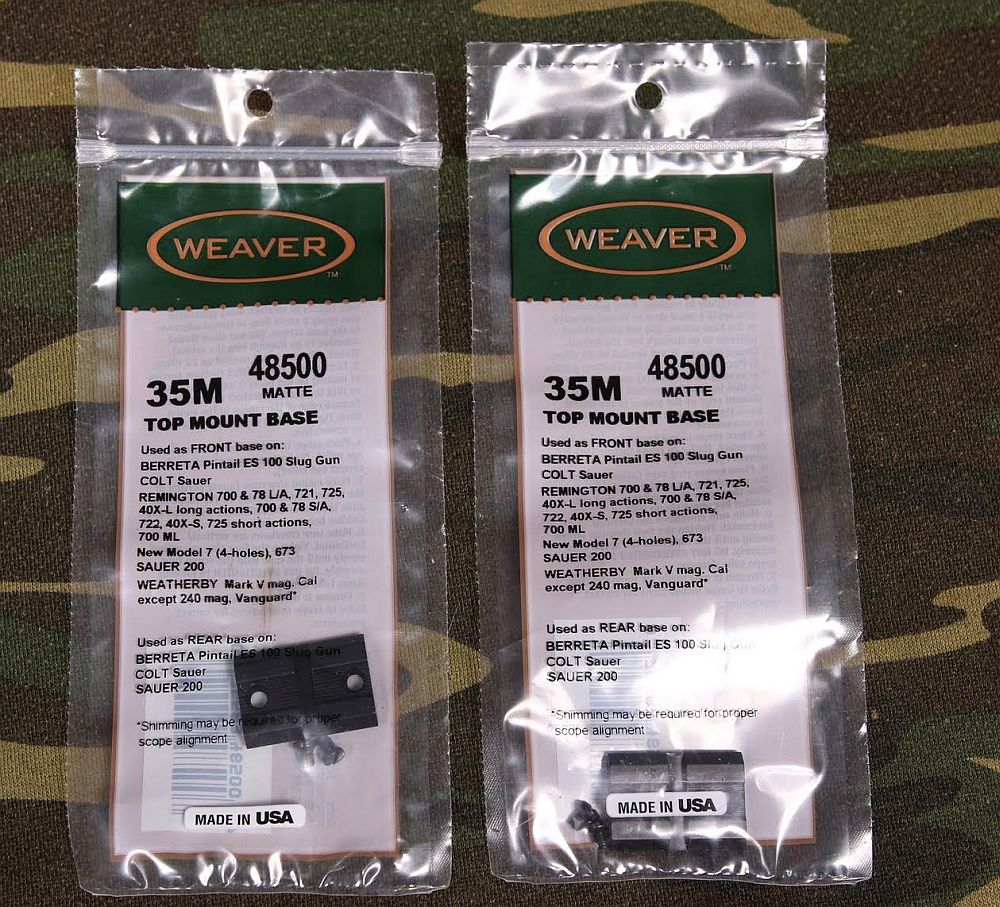 WEAVER
TM
48500
35M MATTE
TOP MOUNT BASE
Used as FRONT base on:
BERRETA Pintail ES 100 Slug Gun
COLT Sauer
REMINGTON 700 & 78 L/A, 721, 725,
40X-L long actions, 700 & 78 S/A,
722, 40X-S, 725 short actions,
700 ML
New Model 7 (4-holes), 673
SAUER 200
WEATHERBY Mark V mag. Cal
except 240 mag, Vanguard*
Used as REAR base on:
BERRETA Pintail ES 100 Slug Gun
COLT Sauer
SAUER 200
*Shimming may be required for proper
scope alignment
MADE IN USA
WEAVER
TM
48500
35M MATTE
TOP MOUNT BASE
Used as FRONT base on:
BERRETA Pintail ES 100 Slug Gun
COLT Sauer
REMINGTON 700 & 78 L/A, 721, 725,
40X-L long actions, 700 & 78 S/A,
722, 40X-S, 725 short actions,
700 ML
New Model 7 (4-holes), 673
SAUER 200
WEATHERBY Mark V mag. Cal
except 240 mag, Vanguard*
Used as REAR base on:
BERRETA Pintail ES 100 Slug Gun
COLT Sauer
SAUER 200
*Shimming may be required for proper
scope alignment
MADE IN USA